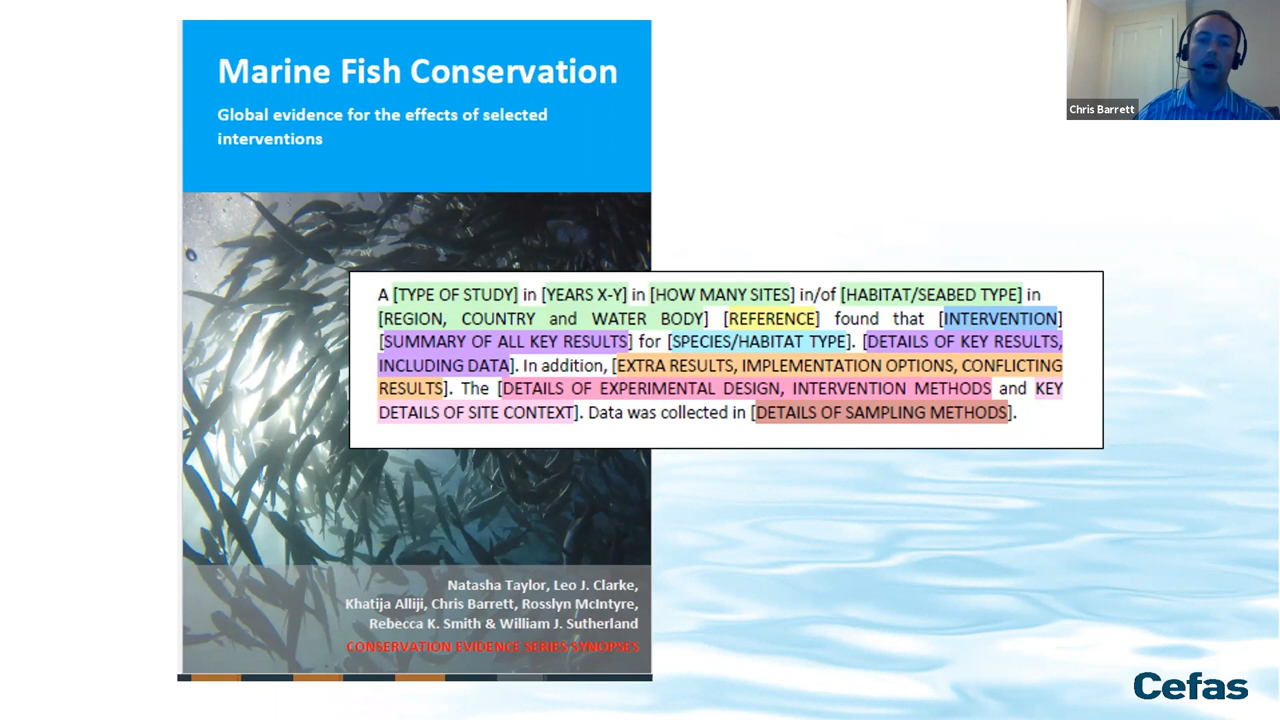 Marine Fish Conservation
Global evidence for the effects of selected
interventions
Chris Barrett
A [TYPE OF STUDY] in [YEARS X-Y] in [HOW MANY SITES] in/of [HABITAT/SEABED TYPE] in
[REGION, COUNTRY and WATER BODY] [REFERENCE] found that [INTERVENTION]
[SUMMARY OF ALL KEY RESULTS] for [SPECIES/HABITAT TYPE]. [DETAILS OF KEY RESULTS,
INCLUDING DATA]. In addition, [EXTRA RESULTS, IMPLEMENTATION OPTIONS, CONFLICTING
RESULTS]. The [DETAILS OF EXPERIMENTAL DESIGN, INTERVENTION METHODS and KEY
DETAILS OF SITE CONTEXT]. Data was collected in [DETAILS OF SAMPLING METHODS].
Natasha Taylor, Leo J. Clarke,
Khatija Alliji, Chris Barrett, Rosslyn McIntyre,
Rebecca K. Smith & William J. Sutherland
CONSERVATION EVIDENCE SERIES SYNOPSES
Cefas